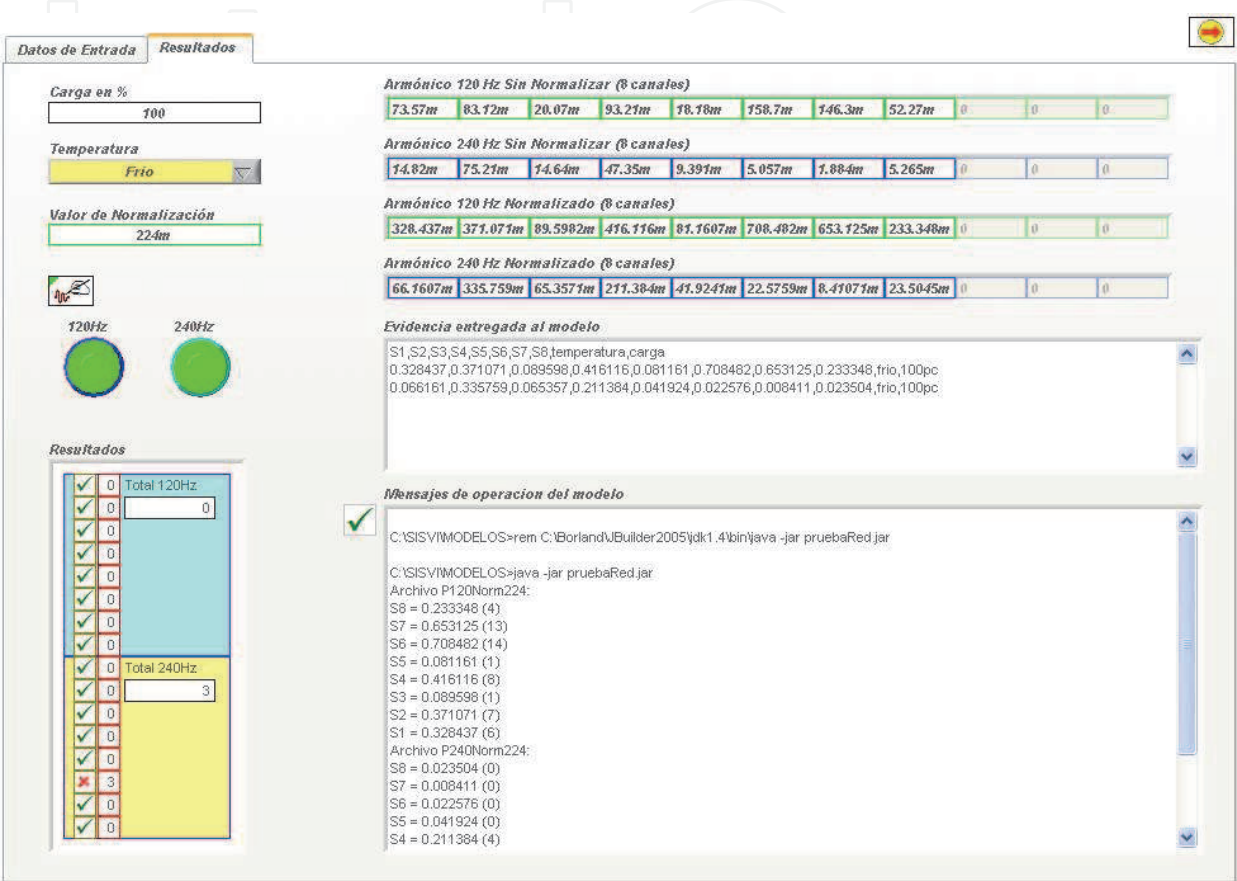 Datos de Entrada
Resultados
Carga en %
100
Temperatura
Frio
Valor de Normalización
224m
120Hz 240Hz
Resultados
0 Total 120Hz
0 0
0
0
0
0
0
0
0 Total 240Hz
0 3
0
0
0
3
0
0
Armónico 120 Hz Sin Normalizar (8 canales)
73.57m 83.12m 20.07m 93.21m 18.18m 158.7m 146.3m 52.27m 0 0 0
Armónico 240 Hz Sin Normalizar (8 canales)
14.82m 75.21m 14.64m 47.35m 9.391m 5.057m 1.884m 5.265m 0 0 0
Armónico 120 Hz Normalizado (8 canales)
328.437m 371.071m 89.5982m 416.116m 81.1607m 708.482m 653.125m 233.348m 0 0 0
Armónico 240 Hz Normalizado (8 canales)
66.1607m 335.759m 65.3571m 211.384m 41.9241m 22.5759m 8.41071m 23.5045m 0 0 0
Evidencia entregada al modelo
S1,S2,S3,S4,S5,S6,S7,S8,temperatura,carga
0.328437,0.371071,0.089598,0.416116,0.081161,0.708482,0.653125,0.233348,frio,100pc
0.066161,0.335759,0.065357,0.211384,0.041924,0.022576,0.008411,0.023504,frio,100pc
Mensajes de operacion del modelo
C:\SISVI\MODELOS>rem C:\Borland\JBuilder2005\jdk1.4\bin\java -jar pruebaRed.jar
C:\SISVI\MODELOS>java -jar pruebaRed.jar
Archivo P120Norm224:
S8 = 0.233348 (4)
S7 = 0.653125 (13)
S6 = 0.708482 (14)
S5 = 0.081161 (1)
S4 = 0.416116 (8)
S3 = 0.089598 (1)
S2 = 0.371071 (7)
S1 = 0.328437 (6)
Archivo P240Norm224:
S8 = 0.023504 (0)
S7 = 0.008411 (0)
S6 = 0.022576 (0)
S5 = 0.041924 (0)
S4 = 0.211384 (4)